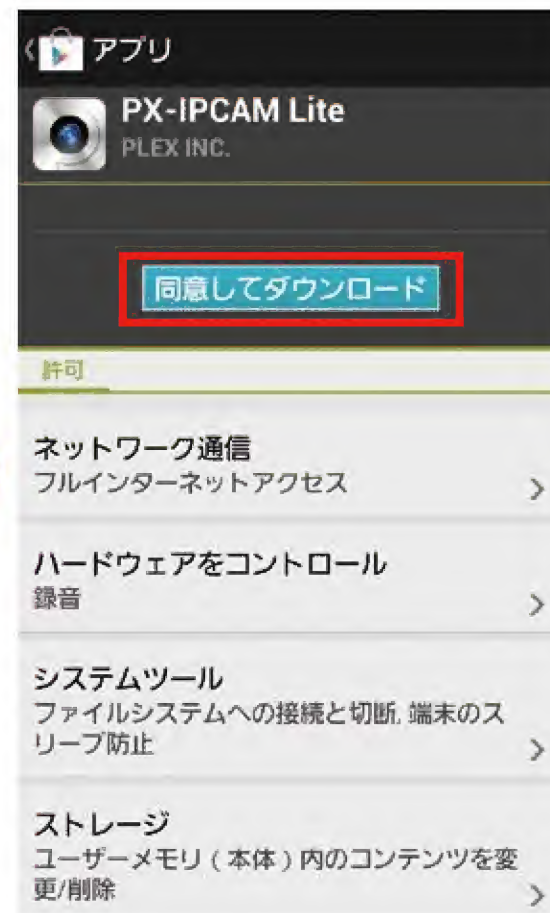 アプリ
PX-IPCAM Lite
PLEX INC.
同意してダウンロード
許可
ネットワーク通信
フルインターネットアクセス
ハードウェアをコントロール
録音
システムツール
ファイルシステムへの接続と切断, 端末のス
リープ防止
ストレージ
ユーザーメモリ ( 本体 ) 内のコンテンツを変
更/削除